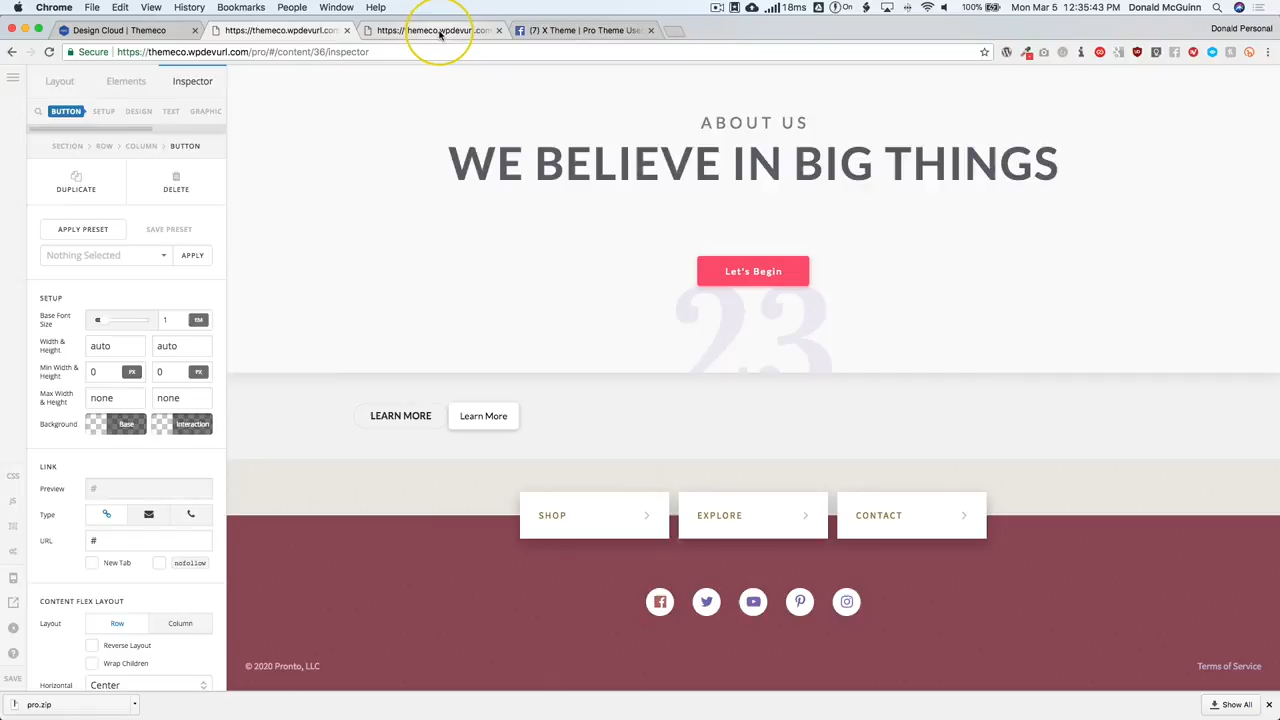 Chrome File Edit View History Bookmarks People Window Help
18ms On 100% Mon Mar 5 12:35:43 PM Donald McGuinn
Design Cloud | Themeco
https://themeco.wpdevurl.com
https://themeco.wpdevurl.com
(7) X Theme | Pro Theme Use
Donald Personal
Secure https://themeco.wpdevurl.com/pro/#/content/36/inspector
Layout Elements Inspector
BUTTON SETUP DESIGN TEXT GRAPHIC
SECTION > ROW > COLUMN > BUTTON
DUPLICATE DELETE
APPLY PRESET SAVE PRESET
Nothing Selected APPLY
SETUP
Base Font Size 1 EM
Width & Height auto auto
Min Width & Height 0 PX 0 PX
Max Width & Height none none
Background Base Interaction
LINK
Preview #
Type
URL #
New Tab nofollow
CONTENT FLEX LAYOUT
Layout Row Column
Reverse Layout
Wrap Children
Horizontal Center
CSS
JS
SAVE
ABOUT US
WE BELIEVE IN BIG THINGS
Let's Begin
23
LEARN MORE Learn More
SHOP EXPLORE CONTACT
© 2020 Pronto, LLC Terms of Service
pro.zip Show All